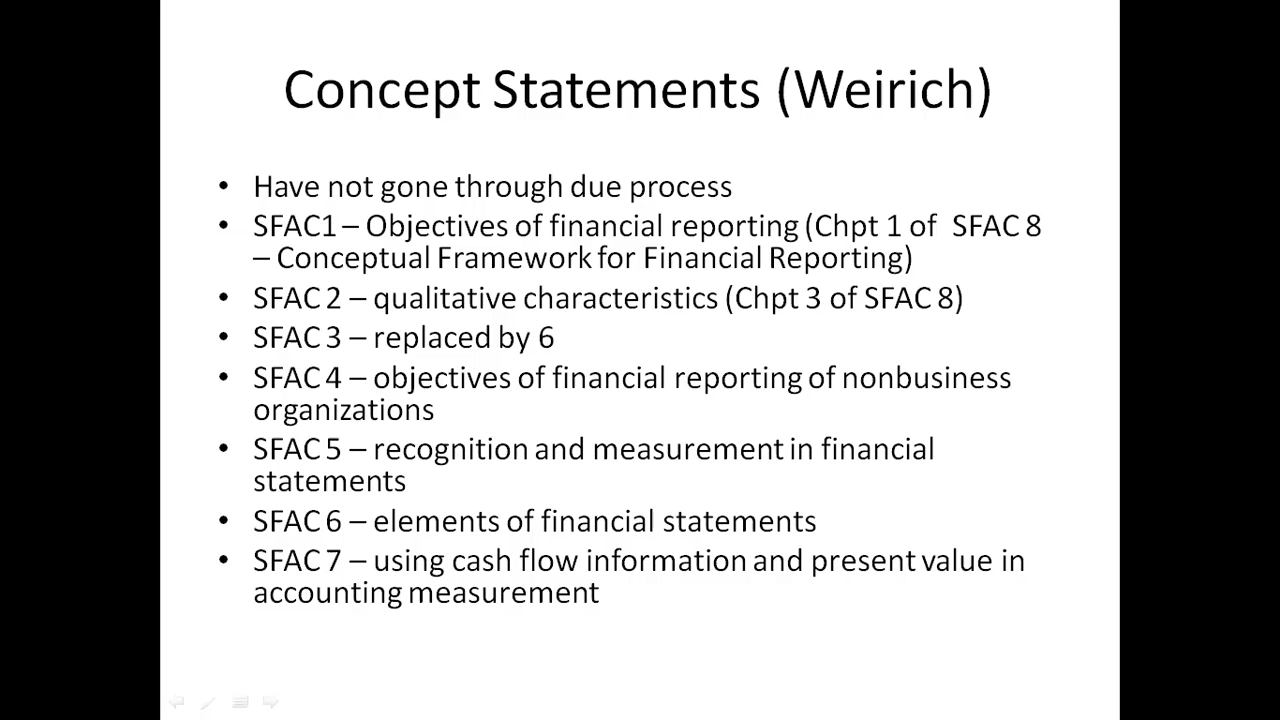 Concept Statements (Weirich)
• Have not gone through due process
• SFAC1 – Objectives of financial reporting (Chpt 1 of SFAC 8
– Conceptual Framework for Financial Reporting)
• SFAC 2 – qualitative characteristics (Chpt 3 of SFAC 8)
• SFAC 3 – replaced by 6
• SFAC 4 – objectives of financial reporting of nonbusiness
organizations
• SFAC 5 – recognition and measurement in financial
statements
• SFAC 6 – elements of financial statements
• SFAC 7 – using cash flow information and present value in
accounting measurement